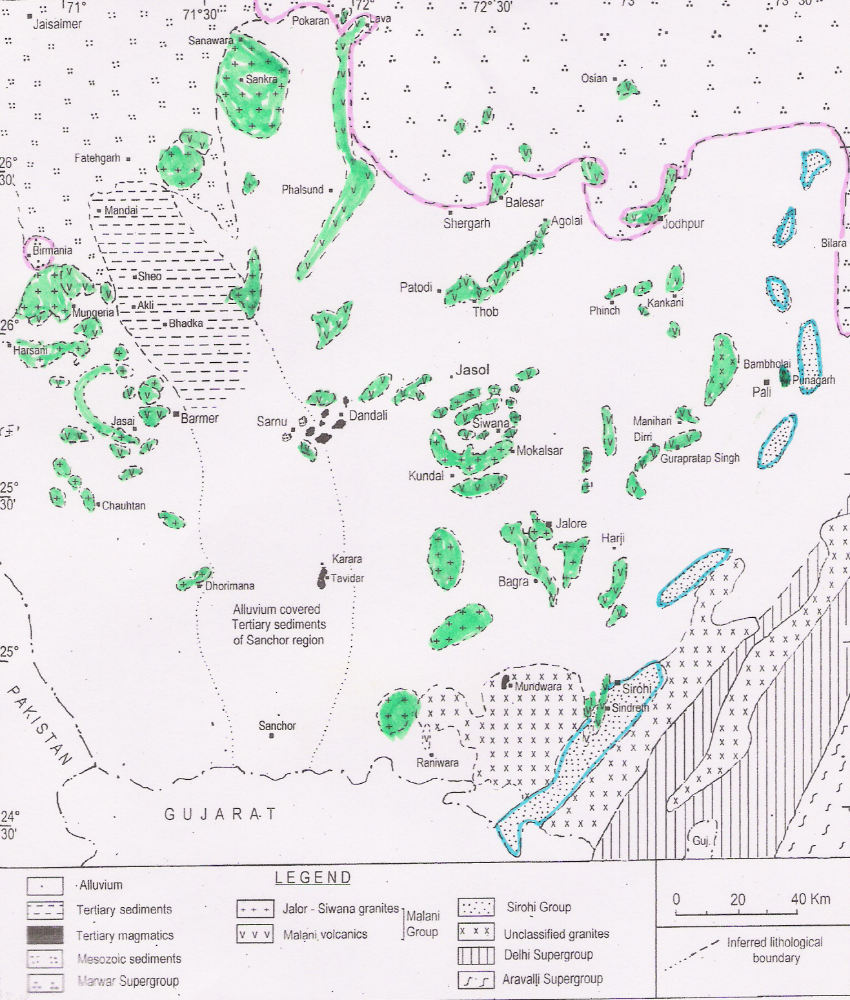 71°
71°30'
72°
72°30'
73
73°30'
Jaisalmer
Pokaran
Lava
Sanawara
Sankra
Osian
26°
30'
Fatehgarh
Phalsund
Balesar
Mandai
Shergarh
Agolai
Jodhpur
Birmania
Bilara
Sheo
Patodi
Akli
Thob
Phinch
Kankani
Mungeria
Bhadka
26°
Harsani
Jasol
Bambholai
Punagarh
Pali
Jasai
Barmer
Sarnu
Dandali
Siwana
Manihari
Dirri
Mokalsar
Gurapratap Singh
Kundal
25°
30'
Chauhtan
Jalore
Harji
Karara
Tavidar
Bagra
Dhorimana
Alluvium covered
Tertiary sediments
of Sanchor region
25°
Mundwara
Sirohi
Sindreth
PAKISTAN
Sanchor
Raniwara
GUJARAT
24°
30'
Guj.
LEGEND
Alluvium
Tertiary sediments
Tertiary magmatics
Mesozoic sediments
Marwar Supergroup
Jalor - Siwana granites
Malani volcanics
Malani
Group
Sirohi Group
Unclassified granites
Delhi Supergroup
Aravalli Supergroup
0 20 40 Km
Inferred lithological
boundary